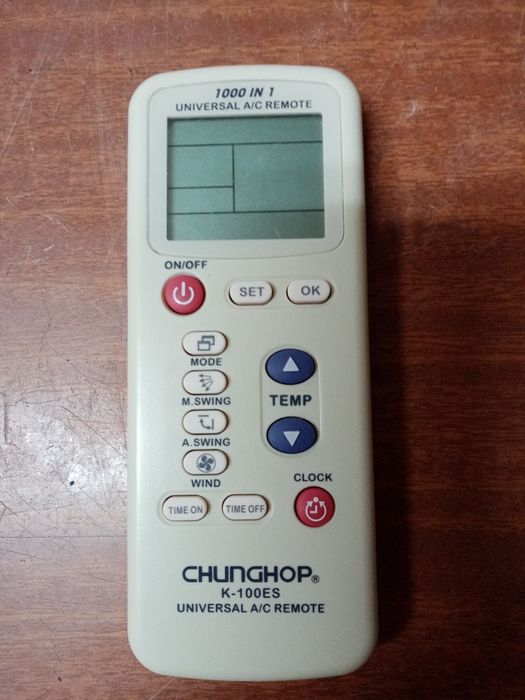 1000 IN 1
UNIVERSAL A/C REMOTE
ON/OFF
SET
OK
MODE
M.SWING
TEMP
A.SWING
WIND
CLOCK
TIME ON
TIME OFF
CHUNGHOP®
K-100ES
UNIVERSAL A/C REMOTE